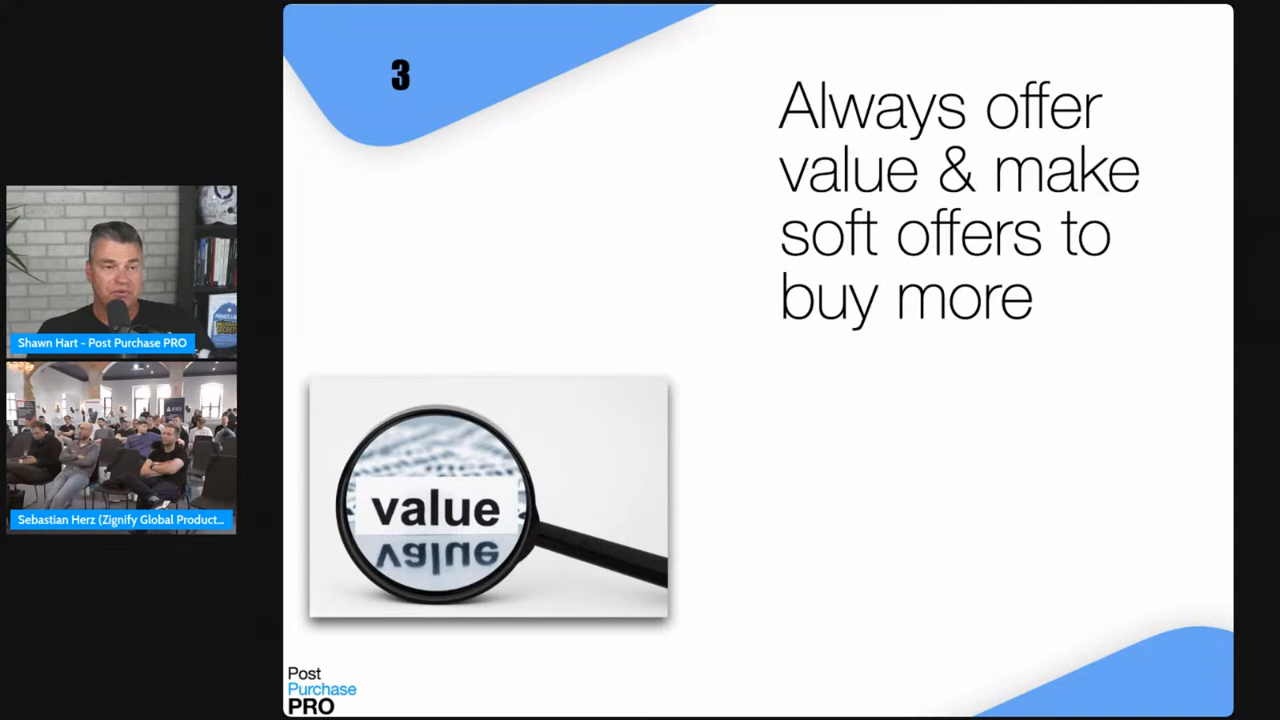 3
Always offer
value & make
soft offers to
buy more
Shawn Hart - Post Purchase PRO
Sebastian Herz (Zignify Global Product...
value
value
Post
Purchase
PRO